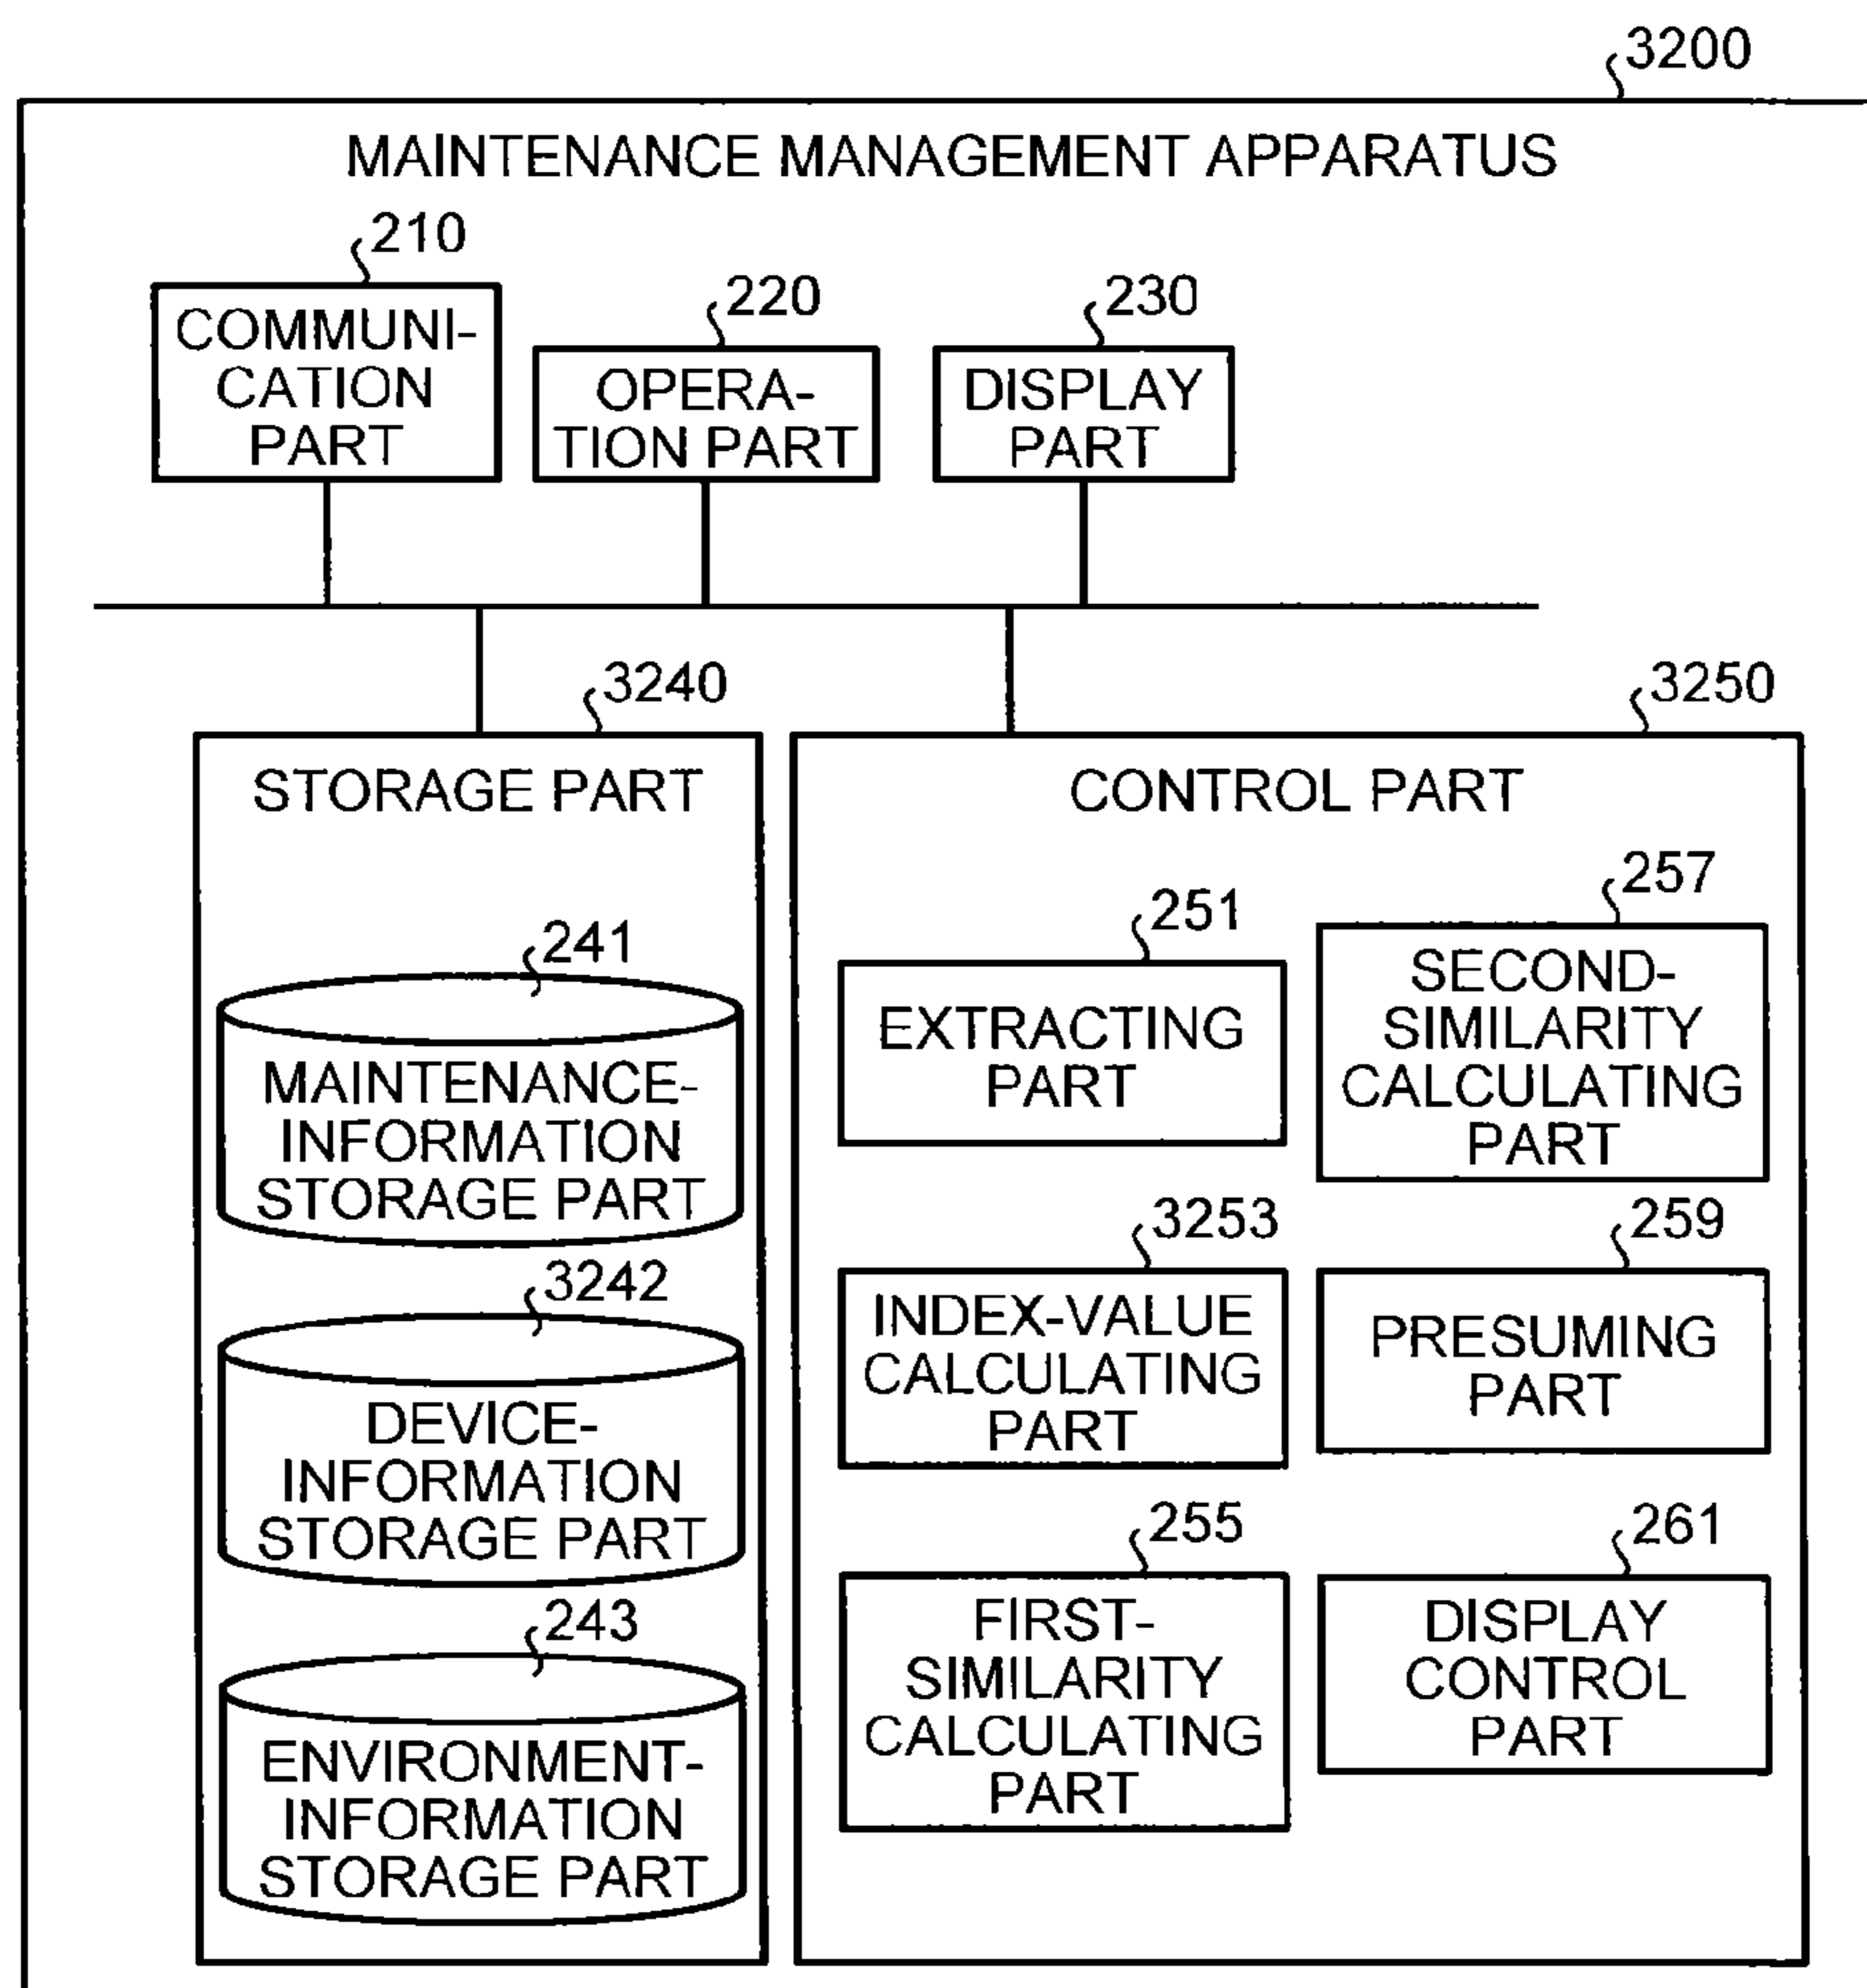 3200
MAINTENANCE MANAGEMENT APPARATUS
210
COMMUNI-
CATION
PART
220
OPERA-
TION PART
230
DISPLAY
PART
3240
STORAGE PART
241
MAINTENANCE-
INFORMATION
STORAGE PART
3242
DEVICE-
INFORMATION
STORAGE PART
243
ENVIRONMENT-
INFORMATION
STORAGE PART
3250
CONTROL PART
251
EXTRACTING
PART
257
SECOND-
SIMILARITY
CALCULATING
PART
3253
INDEX-VALUE
CALCULATING
PART
259
PRESUMING
PART
255
FIRST-
SIMILARITY
CALCULATING
PART
261
DISPLAY
CONTROL
PART